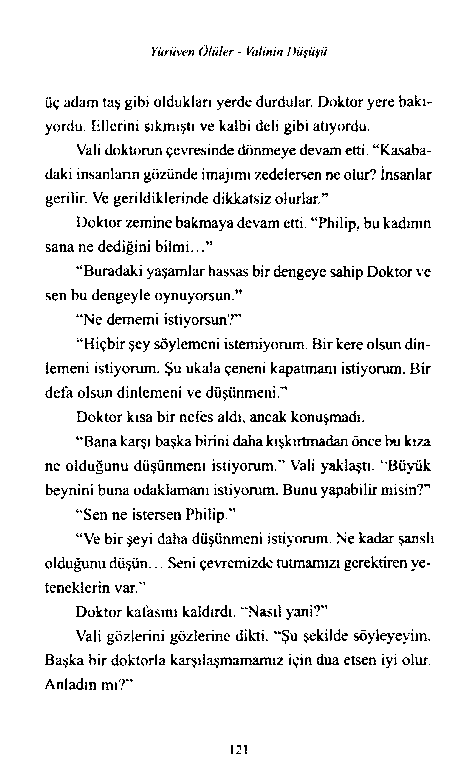 Yürüyen Ölüler - Valinin Düşüşü
üç adam taş gibi oldukları yerde durdular. Doktor yere bakı-
yordu. Ellerini sıkmıştı ve kalbi deli gibi atıyordu.
Vali doktorun çevresinde dönmeye devam etti. “Kasaba-
daki insanların gözünde imajımı zedelersen ne olur? İnsanlar
gerilir. Ve gerildiklerinde dikkatsiz olurlar.”
Doktor zemine bakmaya devam etti. “Philip, bu kadının
sana ne dediğini bilmi...”
“Buradaki yaşamlar hassas bir dengeye sahip Doktor ve
sen bu dengeyle oynuyorsun.”
“Ne dememi istiyorsun?”
“Hiçbir şey söylemeni istemiyorum. Bir kere olsun din-
lemeni istiyorum. Şu ukala çeneni kapatmanı istiyorum. Bir
defa olsun dinlemeni ve düşünmeni.”
Doktor kısa bir nefes aldı, ancak konuşmadı.
“Bana karşı başka birini daha kışkırtmadan önce bu kıza
ne olduğunu düşünmeni istiyorum.” Vali yaklaştı. “Büyük
beynini buna odaklamanı istiyorum. Bunu yapabilir misin?”
“Sen ne istersen Philip.”
“Ve bir şeyi daha düşünmeni istiyorum. Ne kadar şanslı
olduğunu düşün... Seni çevremizde tutmamızı gerektiren ye-
teneklerin var.”
Doktor kafasını kaldırdı. “Nasıl yani?”
Vali gözlerini gözlerine dikti. “Şu şekilde söyleyeyim.
Başka bir doktorla karşılaşmamamız için dua etsen iyi olur.
Anladın mı?”
121